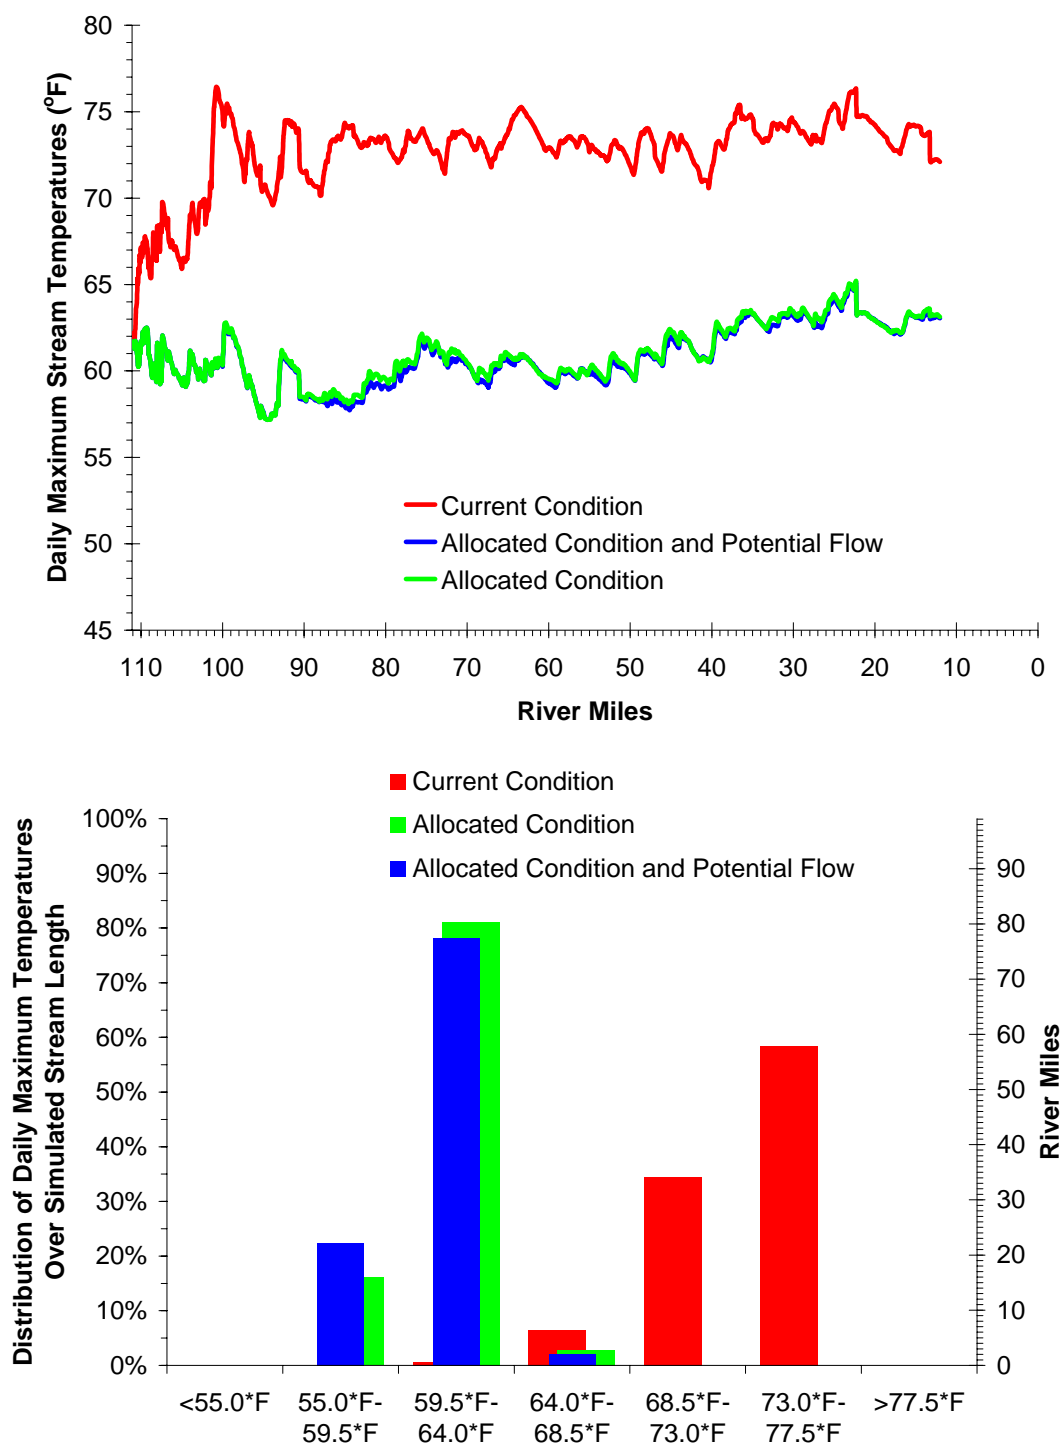 Daily Maximum Stream Temperatures (°F)
80
75
70
65
60
55
50
45
Current Condition
Allocated Condition and Potential Flow
Allocated Condition
110 100 90 80 70 60 50 40 30 20 10 0
River Miles
Current Condition
Allocated Condition
Allocated Condition and Potential Flow
Distribution of Daily Maximum Temperatures
Over Simulated Stream Length
100%
90%
80%
70%
60%
50%
40%
30%
20%
10%
0%
90
80
70
60
50
40
30
20
10
0
River Miles
<55.0*F 55.0*F- 59.5*F- 64.0*F- 68.5*F- 73.0*F- >77.5*F
59.5*F 64.0*F 68.5*F 73.0*F 77.5*F